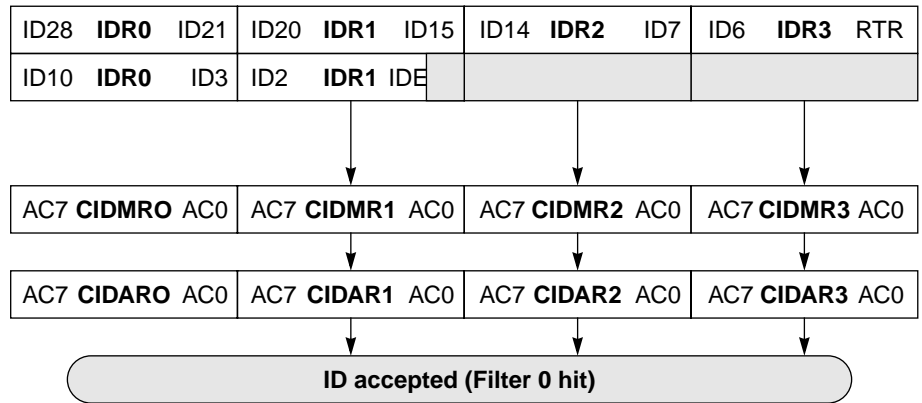 ID28 IDR0 ID21 ID20 IDR1 ID15 ID14 IDR2 ID7 ID6 IDR3 RTR
ID10 IDR0 ID3 ID2 IDR1 IDE
AC7 CIDMRO AC0 AC7 CIDMR1 AC0 AC7 CIDMR2 AC0 AC7 CIDMR3 AC0
AC7 CIDARO AC0 AC7 CIDAR1 AC0 AC7 CIDAR2 AC0 AC7 CIDAR3 AC0
ID accepted (Filter 0 hit)